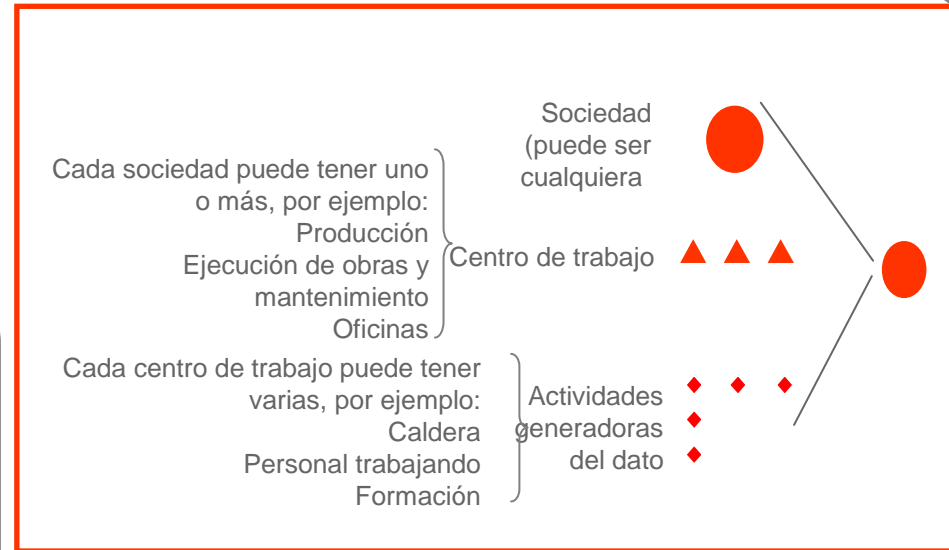 Sociedad
(puede ser
cualquiera
Cada sociedad puede tener uno
o más, por ejemplo:
Producción
Ejecución de obras y
mantenimiento
Oficinas
Centro de trabajo
Cada centro de trabajo puede tener
varias, por ejemplo:
Caldera
Personal trabajando
Formación
Actividades
generadoras
del dato